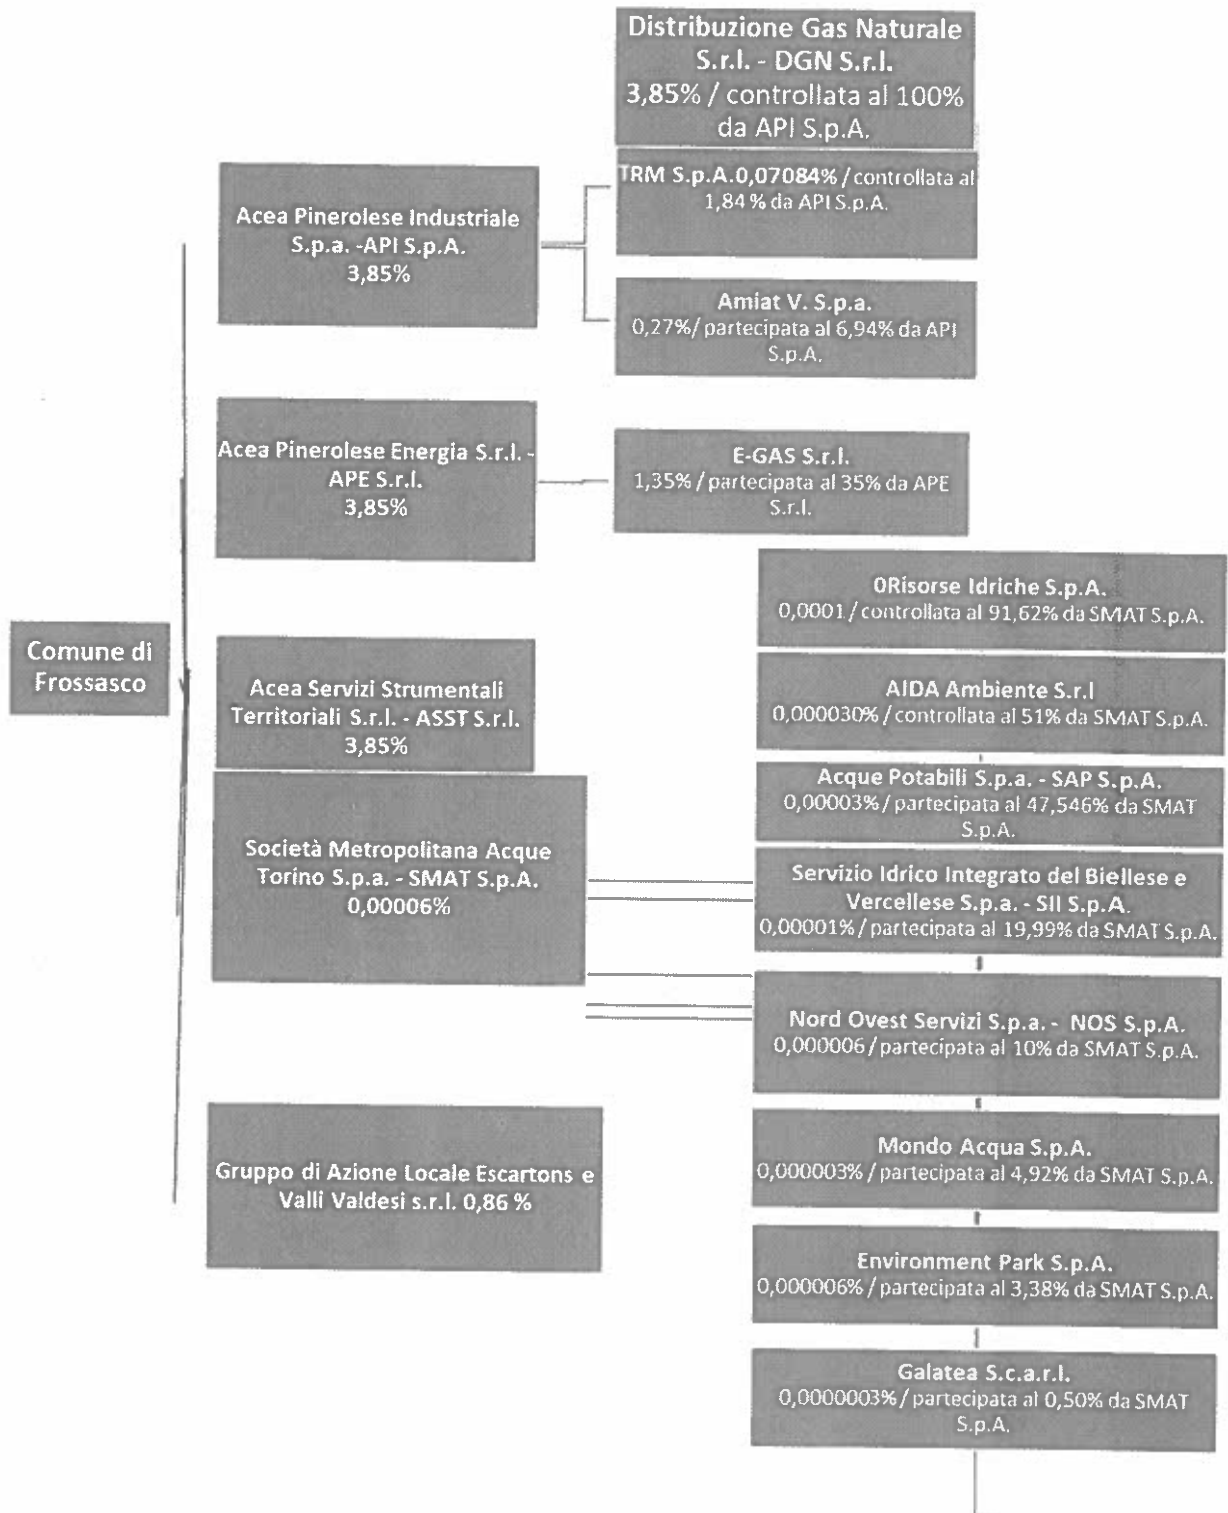 Distribuzione Gas Naturale
S.r.l. - DGN S.r.l.
3,85% / controllata al 100%
da API S.p.A.
TRM S.p.A.0,07084% / controllata al
1,84 % da API S.p.A.
Acea Pinerolese Industriale
S.p.a. -API S.p.A.
3,85%
Amiat V. S.p.a.
0,27%/ partecipata al 6,94% da API
S.p.A.
Acea Pinerolese Energia S.r.l. -
APE S.r.l.
3,85%
E-GAS S.r.l.
1,35% / partecipata al 35% da APE
S.r.l.
Comune di
Frossasco
Acea Servizi Strumentali
Territoriali S.r.l. - ASST S.r.l.
3,85%
Società Metropolitana Acque
Torino S.p.a. - SMAT S.p.A.
0,00006%
0Risorse Idriche S.p.A.
0,0001 / controllata al 91,62% da SMAT S.p.A.
AIDA Ambiente S.r.l
0,000030% / controllata al 51% da SMAT S.p.A.
Acque Potabili S.p.a. - SAP S.p.A.
0,00003% / partecipata al 47,546% da SMAT
S.p.A.
Servizio Idrico Integrato del Biellese e
Vercellese S.p.a. - SII S.p.A.
0,00001% / partecipata al 19,99% da SMAT S.p.A.
Nord Ovest Servizi S.p.a. - NOS S.p.A.
0,000006 / partecipata al 10% da SMAT S.p.A.
Mondo Acqua S.p.A.
0,000003% / partecipata al 4,92% da SMAT S.p.A.
Environment Park S.p.A.
0,000006% / partecipata al 3,38% da SMAT S.p.A.
Galatea S.c.a.r.l.
0,0000003% / partecipata al 0,50% da SMAT
S.p.A.
Gruppo di Azione Locale Escartons e
Valli Valdesi s.r.l. 0,86 %